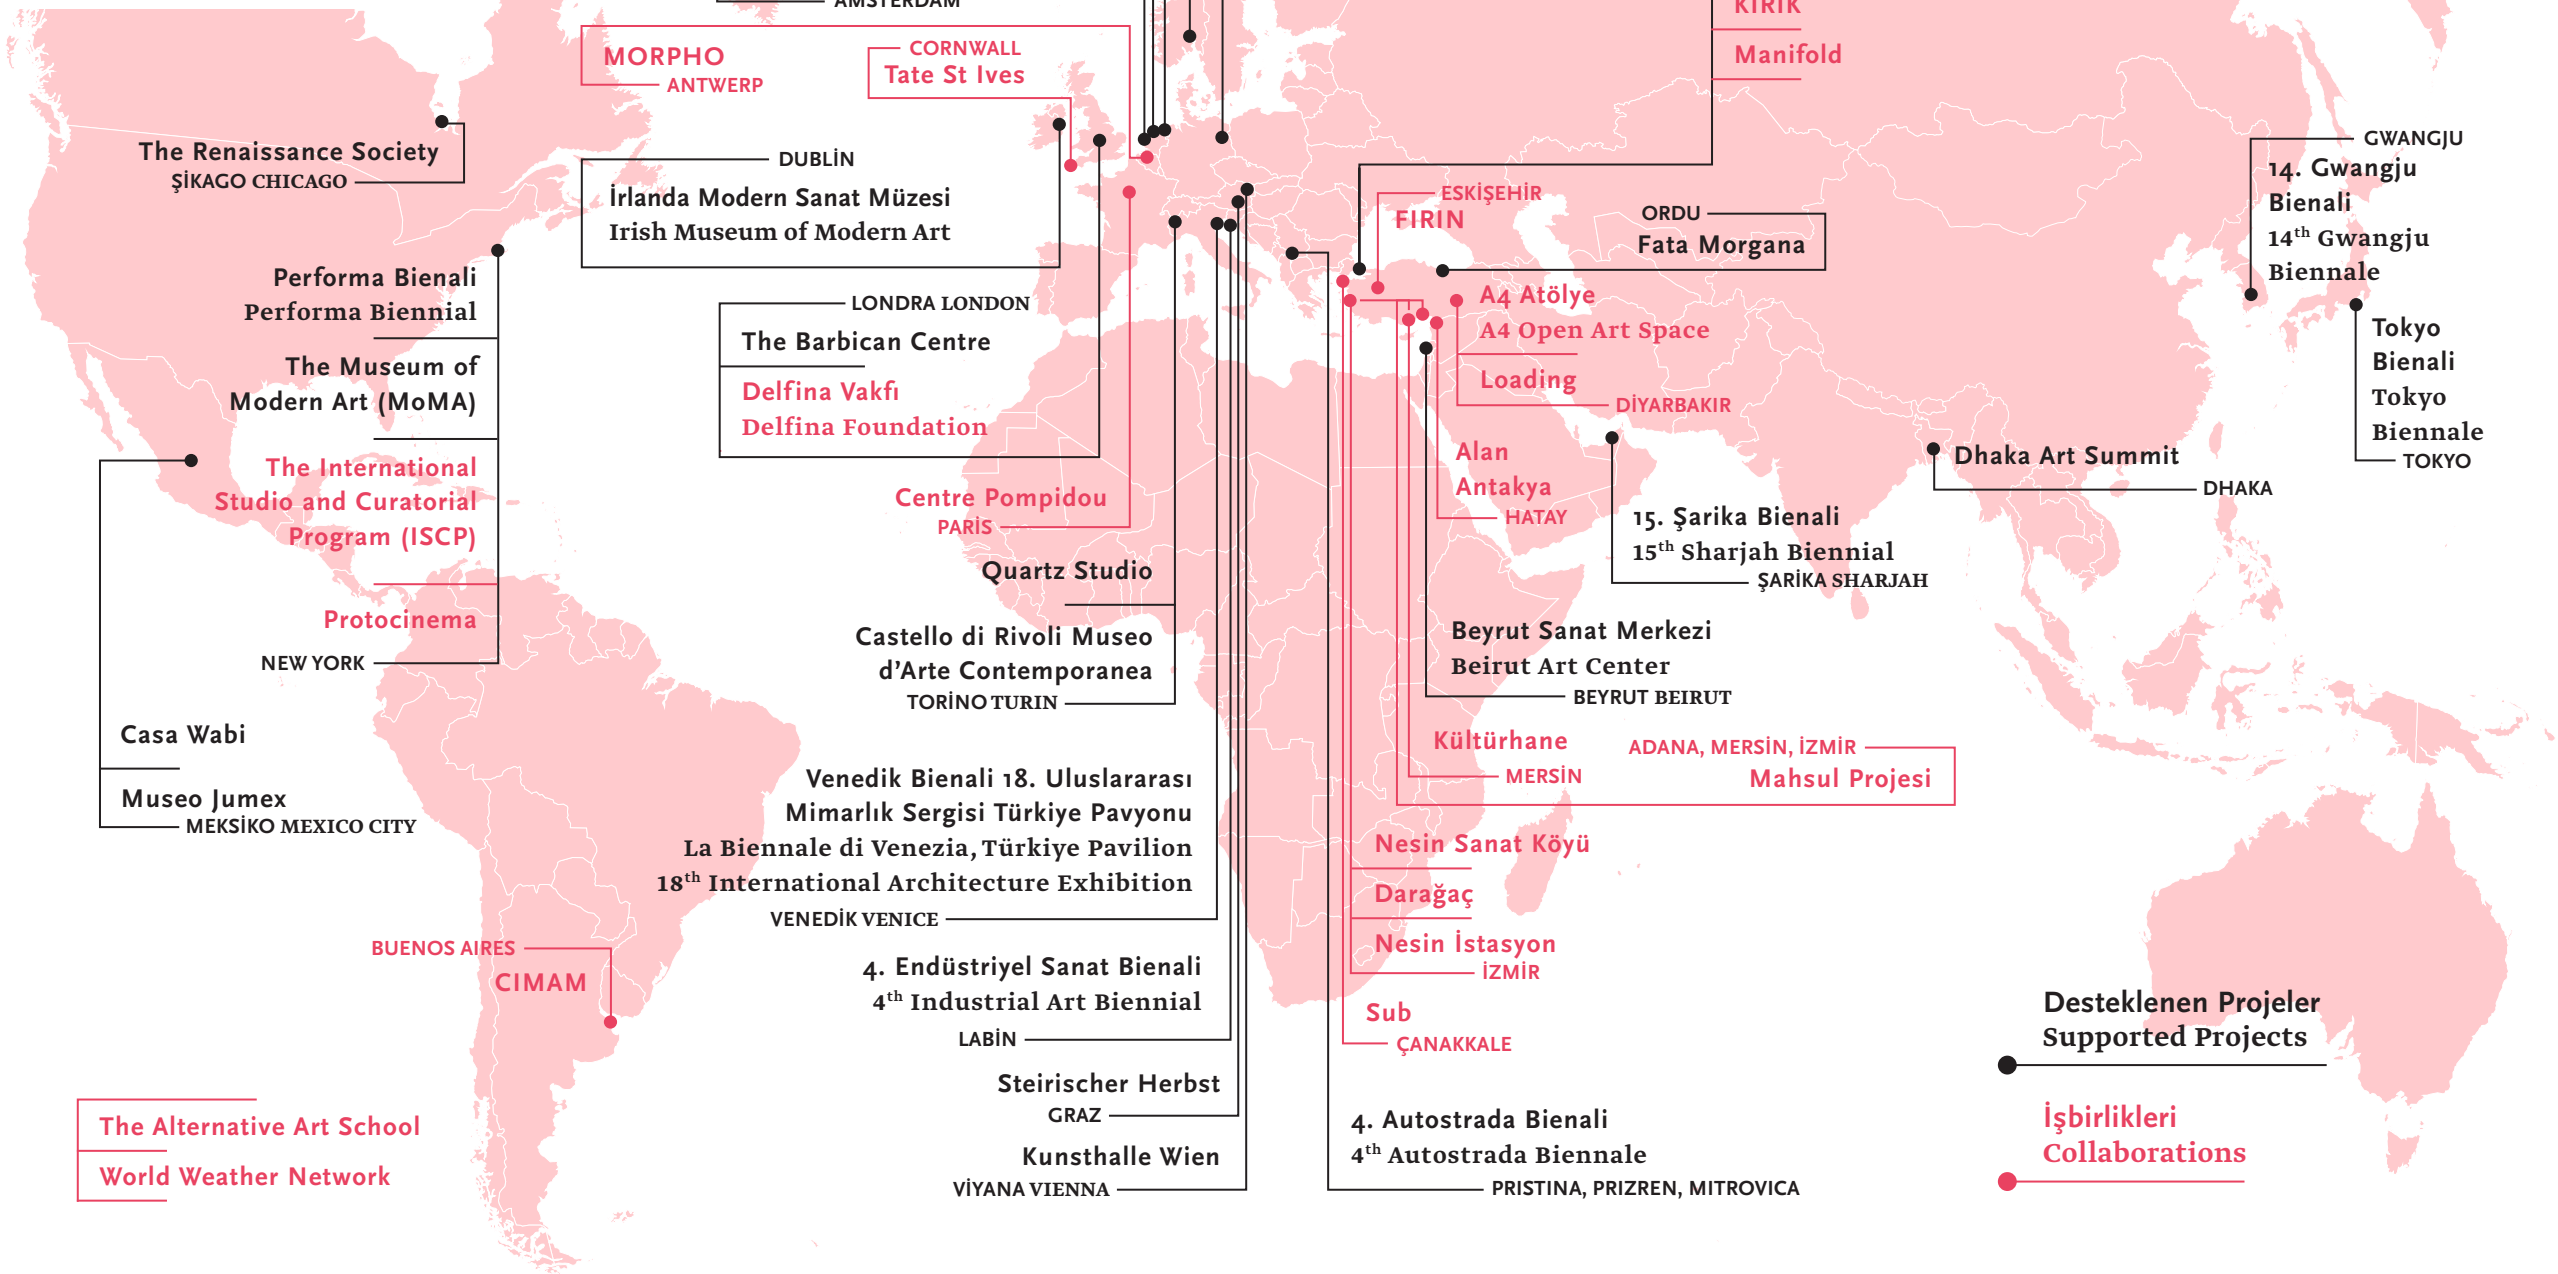 AMSTERDAM
KIRIK
Manifold
MORPHO
ANTWERP
CORNWALL
Tate St Ives
The Renaissance Society
ŞİKAGO CHICAGO
DUBLİN
İrlanda Modern Sanat Müzesi
Irish Museum of Modern Art
ESKİŞEHİR
FIRIN
ORDU
Fata Morgana
GWANGJU
14. Gwangju
Bienali
14th Gwangju
Biennale
Performa Bienali
Performa Biennial
The Museum of
Modern Art (MoMA)
The International
Studio and Curatorial
Program (ISCP)
Protocinema
NEW YORK
LONDRA LONDON
The Barbican Centre
Delfina Vakfı
Delfina Foundation
A4 Atölye
A4 Open Art Space
Loading
DİYARBAKIR
Tokyo
Bienali
Tokyo
Biennale
TOKYO
Alan
Antakya
HATAY
Dhaka Art Summit
DHAKA
Centre Pompidou
PARİS
15. Şarika Bienali
15th Sharjah Biennial
ŞARİKA SHARJAH
Quartz Studio
Castello di Rivoli Museo
d’Arte Contemporanea
TORİNO TURIN
Beyrut Sanat Merkezi
Beirut Art Center
BEYRUT BEIRUT
Casa Wabi
Museo Jumex
MEKSİKO MEXICO CITY
Kültürhane
MERSİN
ADANA, MERSİN, İZMİR
Mahsul Projesi
Venedik Bienali 18. Uluslararası
Mimarlık Sergisi Türkiye Pavyonu
La Biennale di Venezia, Türkiye Pavilion
18th International Architecture Exhibition
VENEDİK VENICE
Nesin Sanat Köyü
Darağaç
Nesin İstasyon
İZMİR
BUENOS AIRES
CIMAM
4. Endüstriyel Sanat Bienali
4th Industrial Art Biennial
LABİN
Sub
ÇANAKKALE
Steirischer Herbst
GRAZ
Kunsthalle Wien
VİYANA VIENNA
4. Autostrada Bienali
4th Autostrada Biennale
PRISTINA, PRIZREN, MITROVICA
The Alternative Art School
World Weather Network
Desteklenen Projeler
Supported Projects
İşbirlikleri
Collaborations